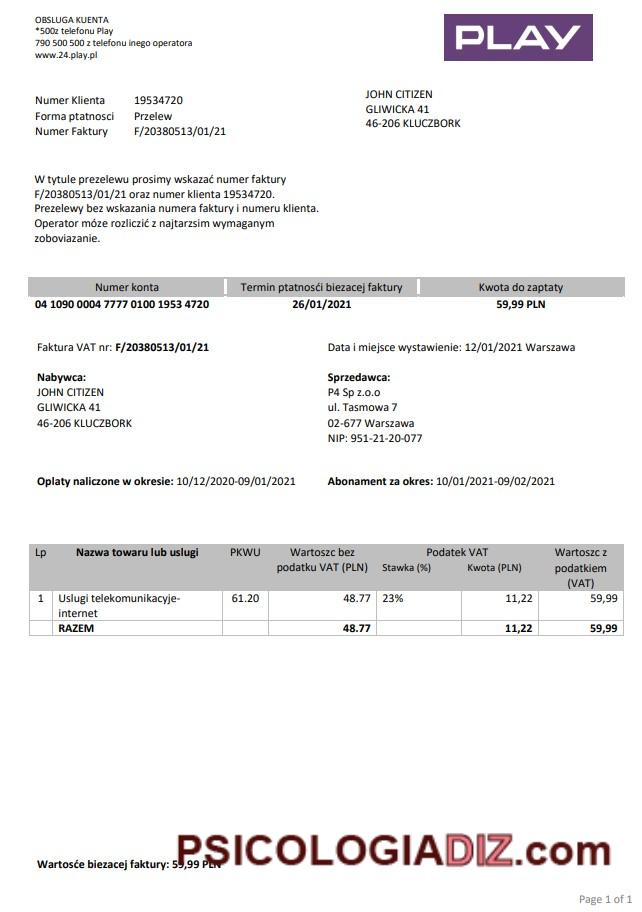 OBSLUGA KUENTA
*500z telefonu Play
790 500 500 z telefonu inego operatora
www.24.play.pl
PLAY
Numer Klienta 19534720
Forma ptatnosci Przelew
Numer Faktury F/20380513/01/21
JOHN CITIZEN
GLIWICKA 41
46-206 KLUCZBORK
W tytule prezelewu prosimy wskazać numer faktury
F/20380513/01/21 oraz numer klienta 19534720.
Prezelewy bez wskazania numera faktury i numeru klienta.
Operator móze rozliczić z najtarzsim wymaganym
zoboviazanie.
Numer konta Termin ptatnosći biezacej faktury Kwota do zaptaty
04 1090 0004 7777 0100 1953 4720 26/01/2021 59,99 PLN
Faktura VAT nr: F/20380513/01/21 Data i miejsce wystawienie: 12/01/2021 Warszawa
Nabywca:
JOHN CITIZEN
GLIWICKA 41
46-206 KLUCZBORK
Sprzedawca:
P4 Sp z.o.o
ul. Tasmowa 7
02-677 Warszawa
NIP: 951-21-20-077
Oplaty naliczone w okresie: 10/12/2020-09/01/2021 Abonament za okres: 10/01/2021-09/02/2021
Lp Nazwa towaru lub uslugi PKWU Wartoszc bez Podatek VAT Wartoszc z
podatku VAT (PLN) Stawka (%) Kwota (PLN) podatkiem
(VAT)
1 Uslugi telekomunikacyje- 61.20 48.77 23% 11,22 59,99
internet
RAZEM 48.77 11,22 59,99
PSICOLOGIADIZ.com
Wartosće biezacej faktury: 59,99 PLN
Page 1 of 1